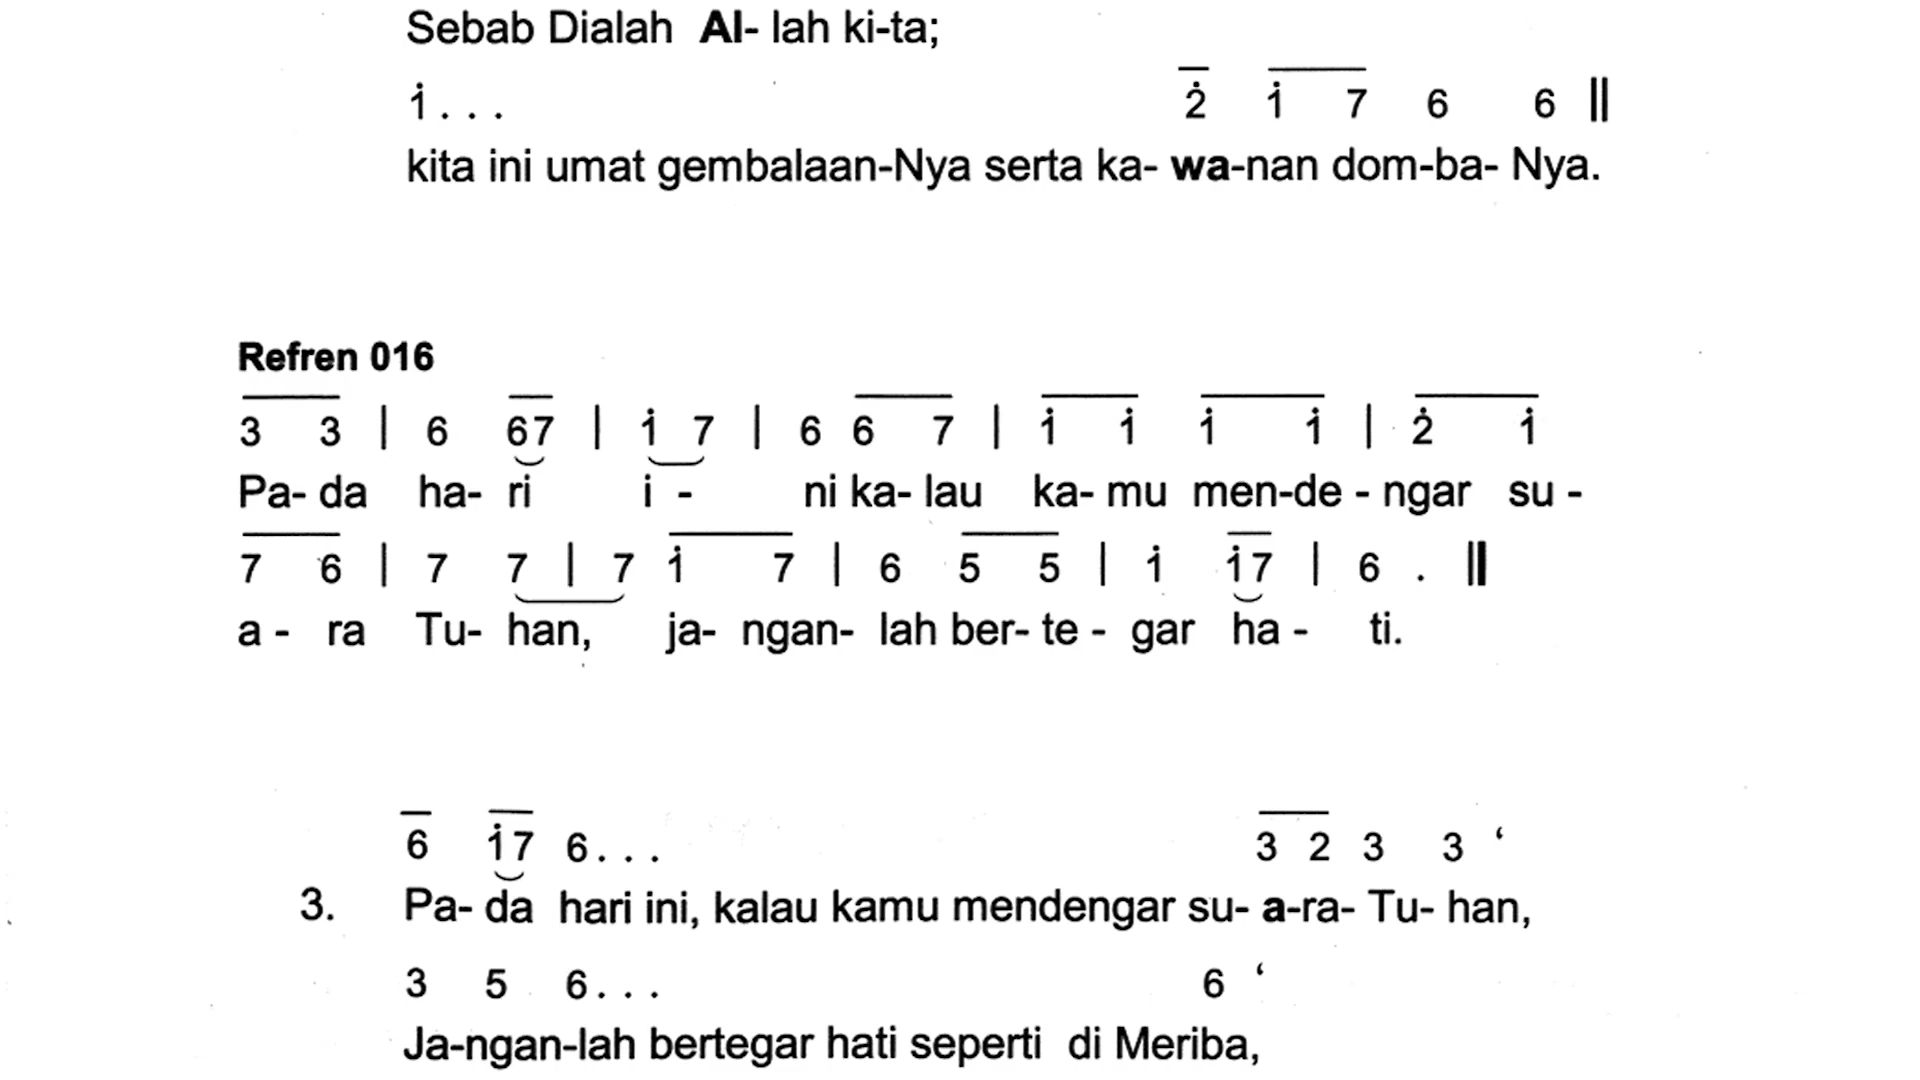 Sebab Dialah Al- lah ki-ta;
i̇ . . . 2̇ i̇ 7 6 6 ||
kita ini umat gembalaan-Nya serta ka- wa-nan dom-ba- Nya.
Refren 016
3 3 | 6 67 | 1̇ 7 | 6 6 7 | 1̇ 1̇ 1̇ 1̇ | 2̇ 1̇
Pa- da ha- ri i - ni ka- lau ka- mu men-de - ngar su -
7 6 | 7 7 | 7 1̇ 7 | 6 5 5 | 1̇ 1̇7 | 6 . ||
a - ra Tu- han, ja- ngan- lah ber- te - gar ha - ti.
6 1̇7 6 . . . 3 2 3 3 ‘
3. Pa- da hari ini, kalau kamu mendengar su- a-ra- Tu- han,
3 5 6 . . . 6 ‘
Ja-ngan-lah bertegar hati seperti di Meriba,